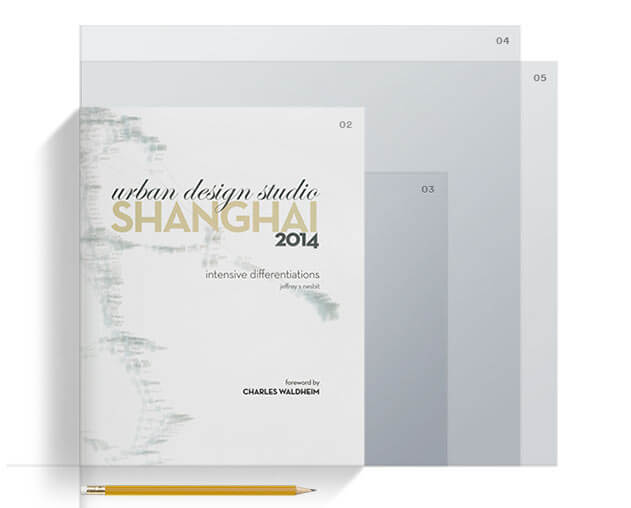 04
05
02
03
urban design studio
SHANGHAI
2014
intensive differentiations
jeffrey s nesbit
foreword by
CHARLES WALDHEIM